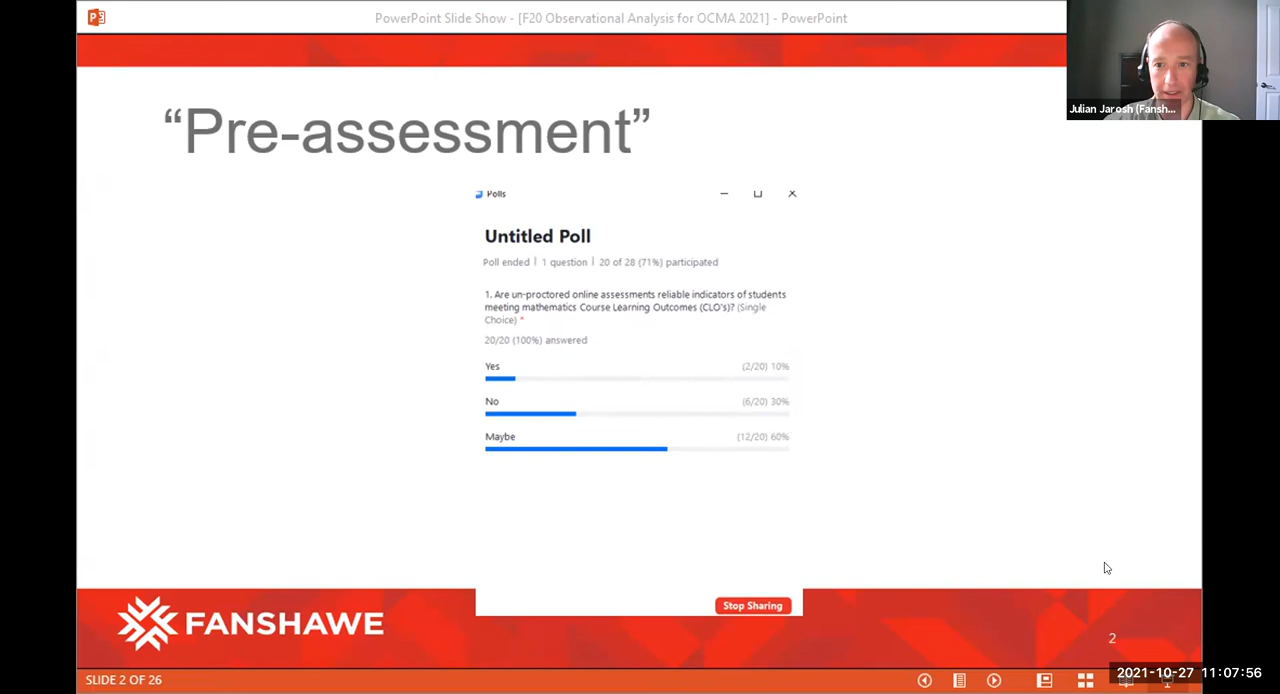 PowerPoint Slide Show - [F20 Observational Analysis for OCMA 2021] - PowerPoint
Julian Jarosh (Fansh...
“Pre-assessment”
Polls
Untitled Poll
Poll ended | 1 question | 20 of 28 (71%) participated
1. Are un-proctored online assessments reliable indicators of students
meeting mathematics Course Learning Outcomes (CLO's)? (Single
Choice) *
20/20 (100%) answered
Yes (2/20) 10%
No (6/20) 30%
Maybe (12/20) 60%
Stop Sharing
FANSHAWE
2
SLIDE 2 OF 26
2021-10-27 11:07:56